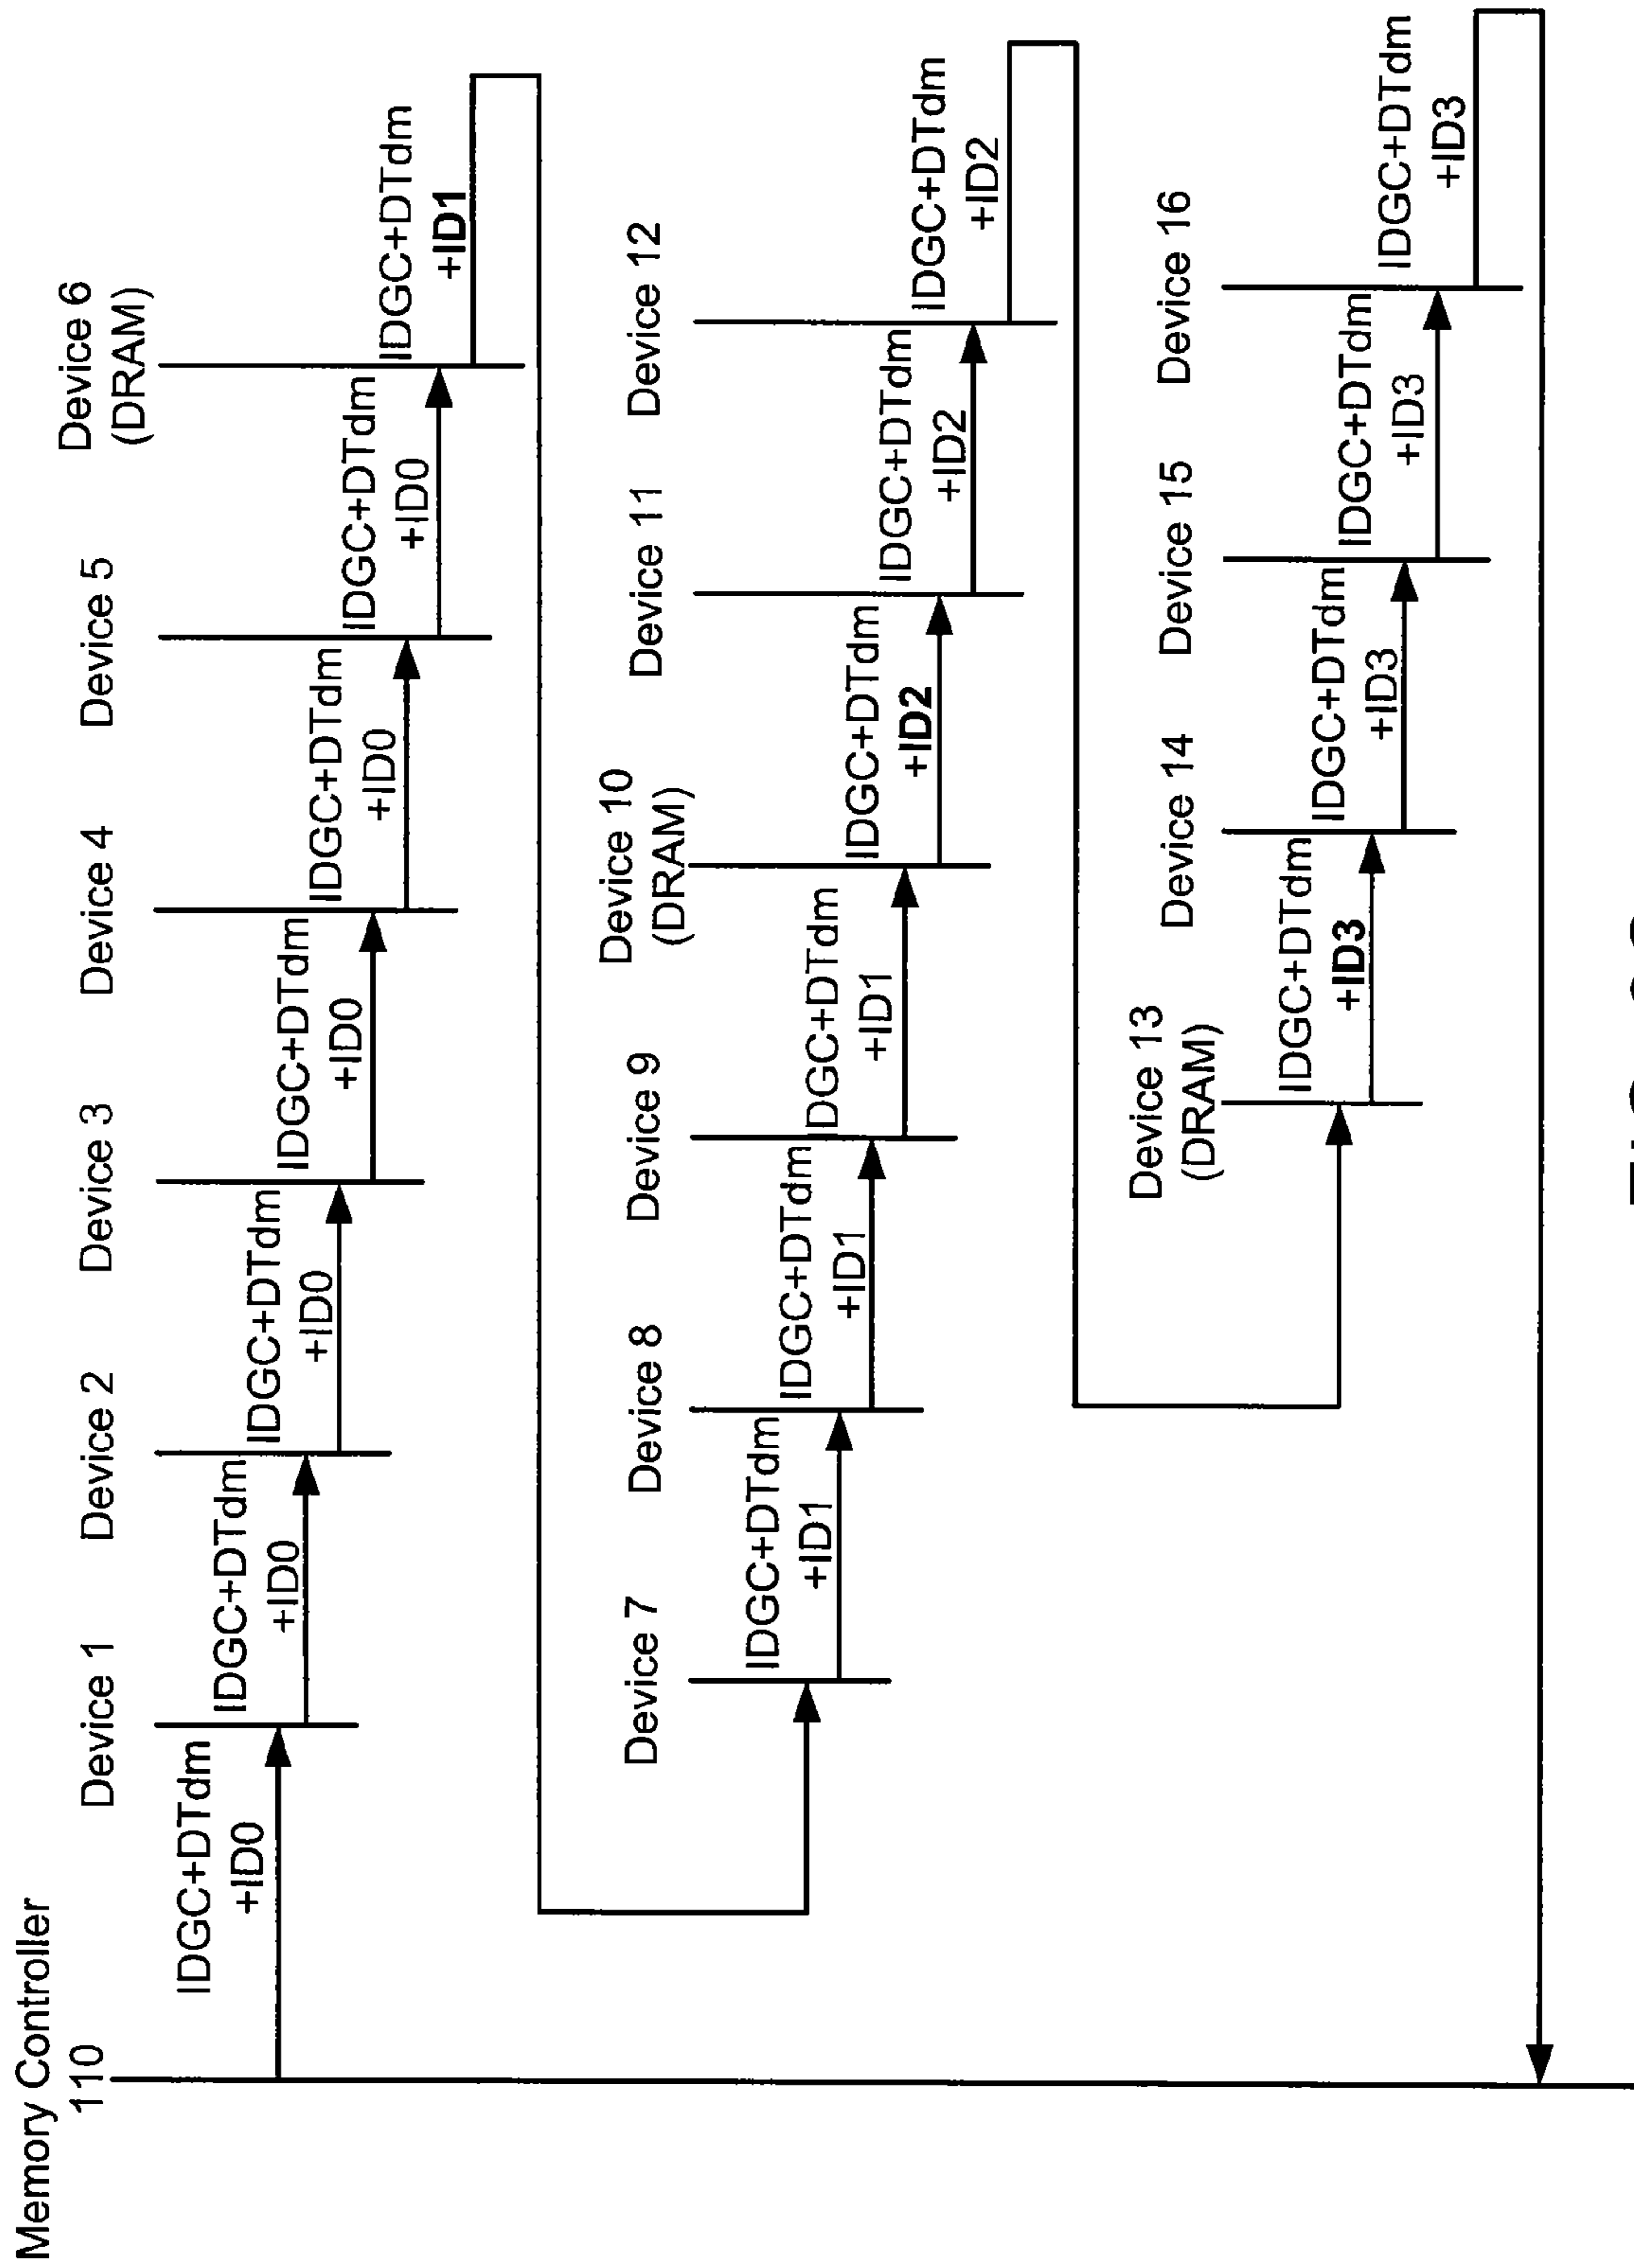 Memory Controller
110
IDGC+DTdm
+ID0
Device 1
IDGC+DTdm
+ID0
Device 2
IDGC+DTdm
+ID0
Device 3
IDGC+DTdm
+ID0
Device 4
IDGC+DTdm
+ID0
Device 5
IDGC+DTdm
+ID0
Device 6
(DRAM)
IDGC+DTdm
+ID1
Device 7
IDGC+DTdm
+ID1
Device 8
IDGC+DTdm
+ID1
Device 9
IDGC+DTdm
+ID1
Device 10
(DRAM)
IDGC+DTdm
+ID2
Device 11
IDGC+DTdm
+ID2
Device 12
IDGC+DTdm
+ID2
Device 13
(DRAM)
IDGC+DTdm
+ID3
Device 14
IDGC+DTdm
+ID3
Device 15
IDGC+DTdm
+ID3
Device 16
IDGC+DTdm
+ID3